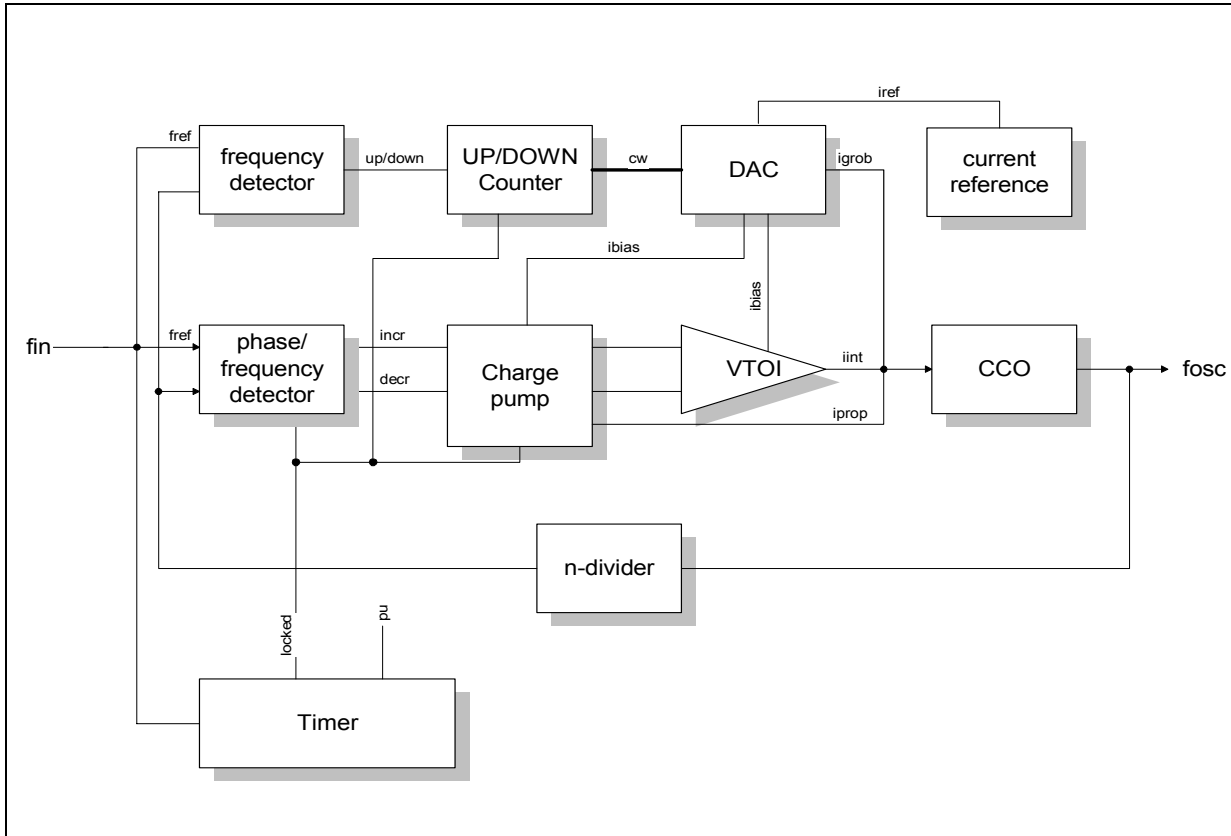 iref
fref
frequency
detector
up/down
UP/DOWN
Counter
cw
DAC
igrob
current
reference
ibias
ibias
fin
fref
phase/
frequency
detector
incr
decr
Charge
pump
VTOI
iint
iprop
CCO
fosc
n-divider
locked
pu
Timer